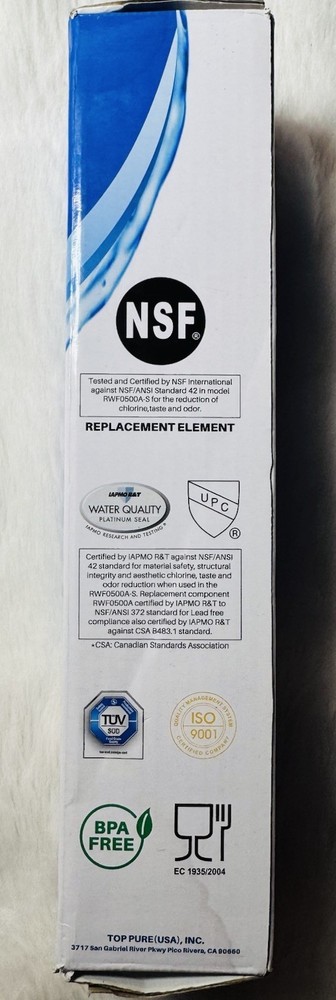 NSF®
Tested and Certified by NSF International
against NSF/ANSI Standard 42 in model
RWF0500A-S for the reduction of
chlorine,taste and odor.
REPLACEMENT ELEMENT
IAPMO R&T
WATER QUALITY
PLATINUM SEAL
IAPMO RESEARCH AND TESTING
UPC
®
Certified by IAPMO R&T against NSF/ANSI
42 standard for material safety, structural
integrity and aesthetic chlorine, taste and
odor reduction when used in the
RWF0500A-S. Replacement component
RWF0500A certified by IAPMO R&T to
NSF/ANSI 372 standard for Lead free
compliance also certified by IAPMO R&T
against CSA B483.1 standard.
*CSA: Canadian Standards Association
TÜV
SÜD
QUALITY MANAGEMENT SYSTEM
ISO
9001
CERTIFIED COMPANY
BPA
FREE
EC 1935/2004
TOP PURE(USA), INC.
3717 San Gabriel River Pkwy Pico Rivera, CA 90660